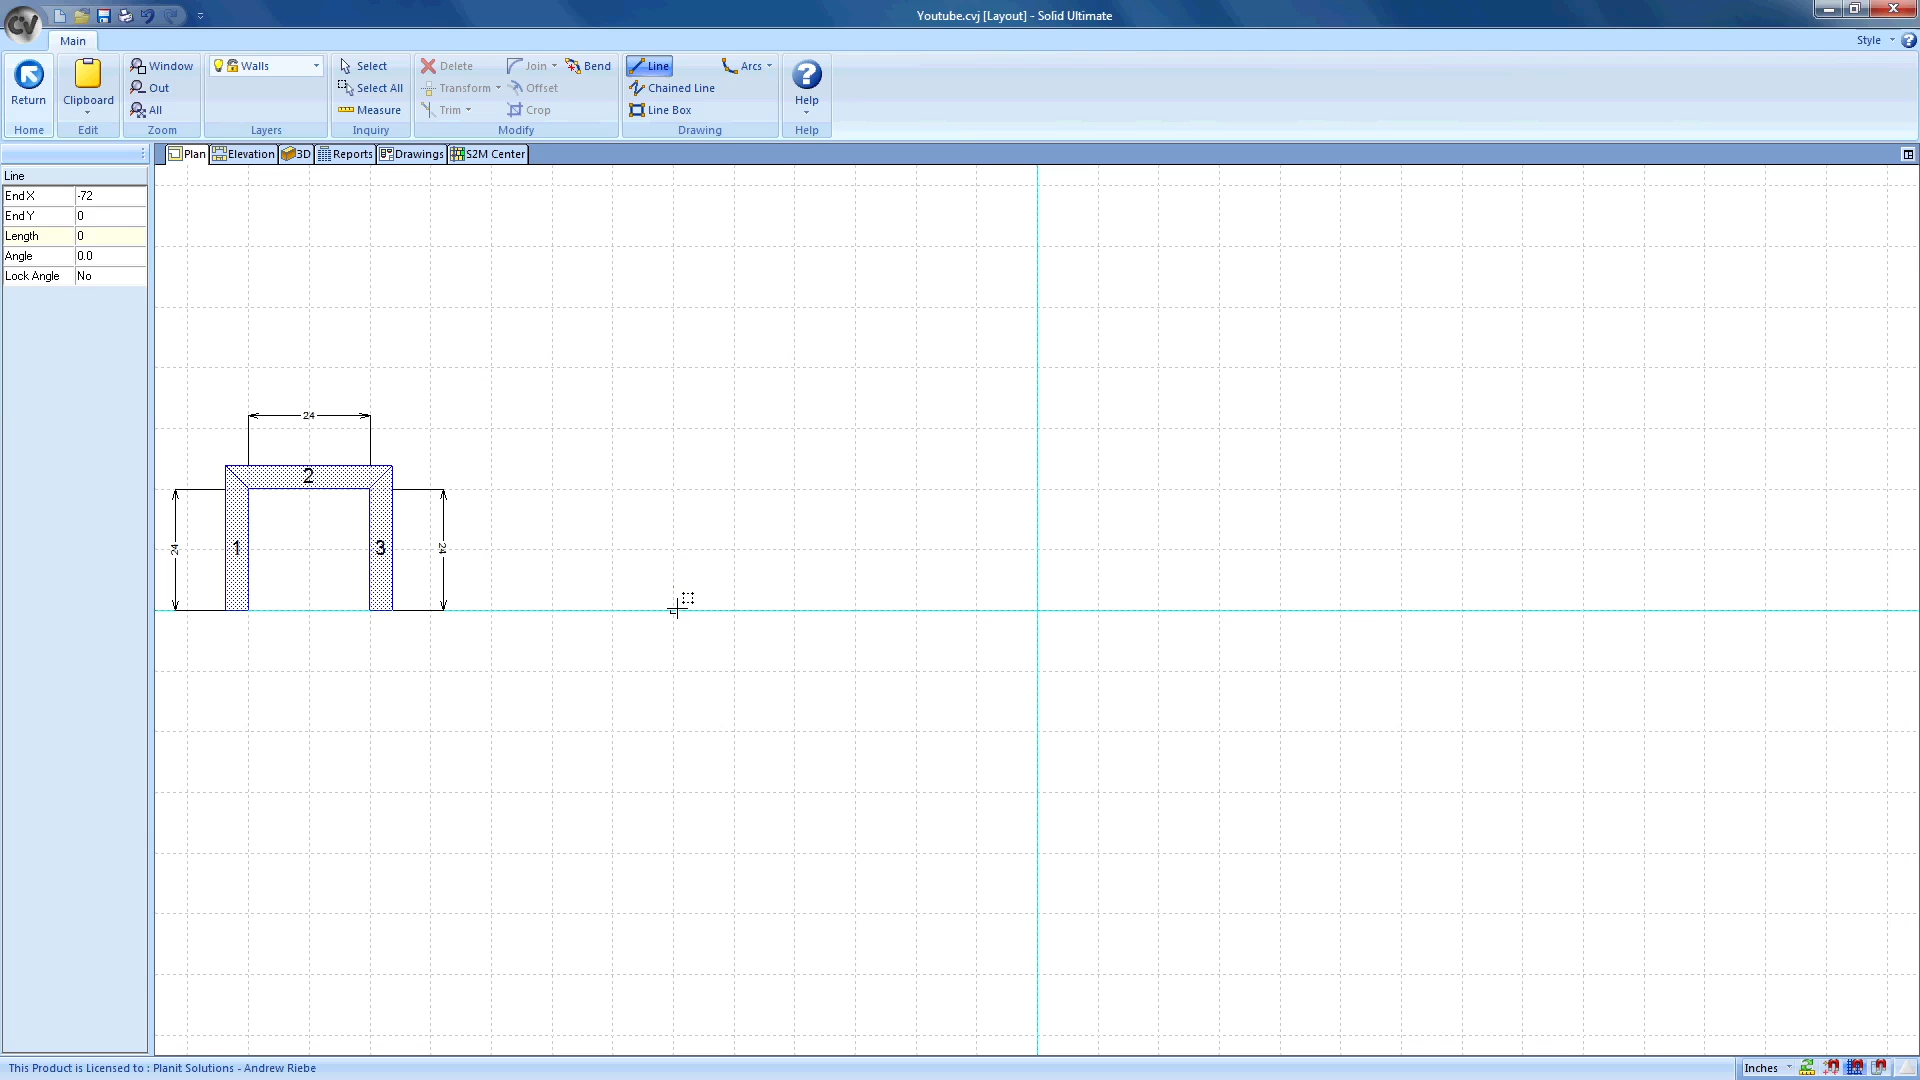 CV
Youtube.cvj [Layout] - Solid Ultimate
Main
Style
Return
Home
Clipboard
Edit
Window
Out
All
Zoom
Walls
Layers
Select
Select All
Measure
Inquiry
Delete
Transform
Trim
Join
Offset
Crop
Bend
Modify
Line
Chained Line
Line Box
Arcs
Drawing
Help
Help
Plan
Elevation
3D
Reports
Drawings
S2M Center
Line
End X -72
End Y 0
Length 0
Angle 0.0
Lock Angle No
24
2
24
1
3
24
This Product is Licensed to : Planit Solutions - Andrew Riebe
Inches